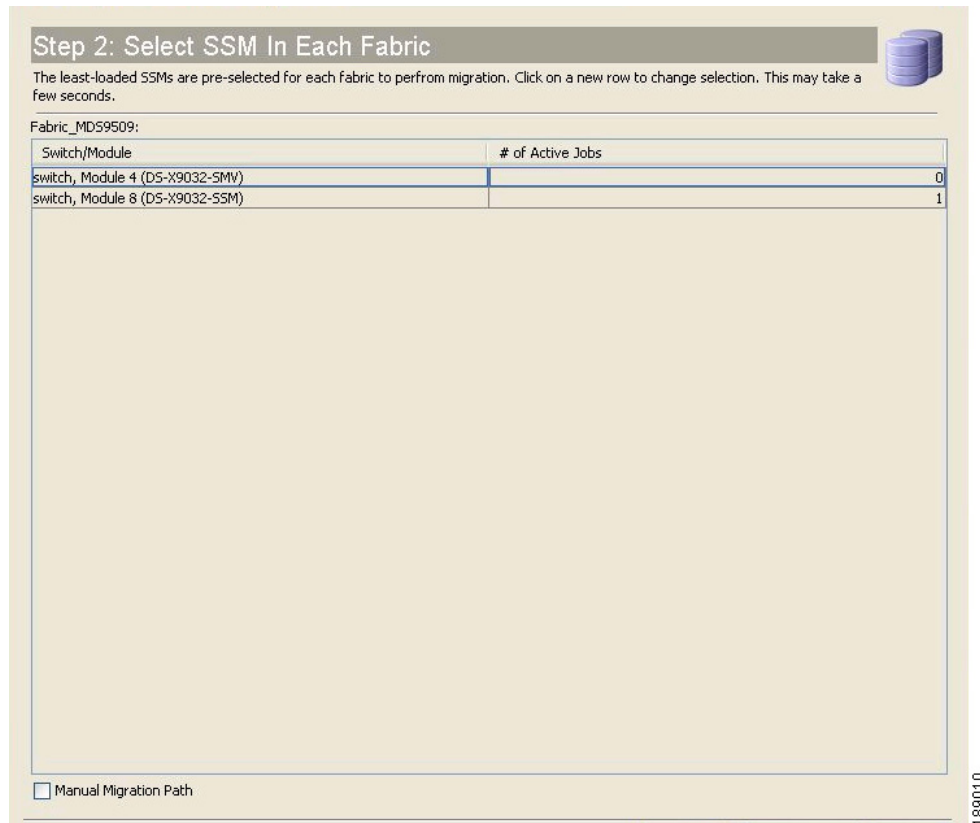 Step 2: Select SSM In Each Fabric
The least-loaded SSMs are pre-selected for each fabric to perfrom migration. Click on a new row to change selection. This may take a
few seconds.
Fabric_MDS9509:
Switch/Module # of Active Jobs
switch, Module 4 (DS-X9032-SMV) 0
switch, Module 8 (DS-X9032-SSM) 1
Manual Migration Path
189010